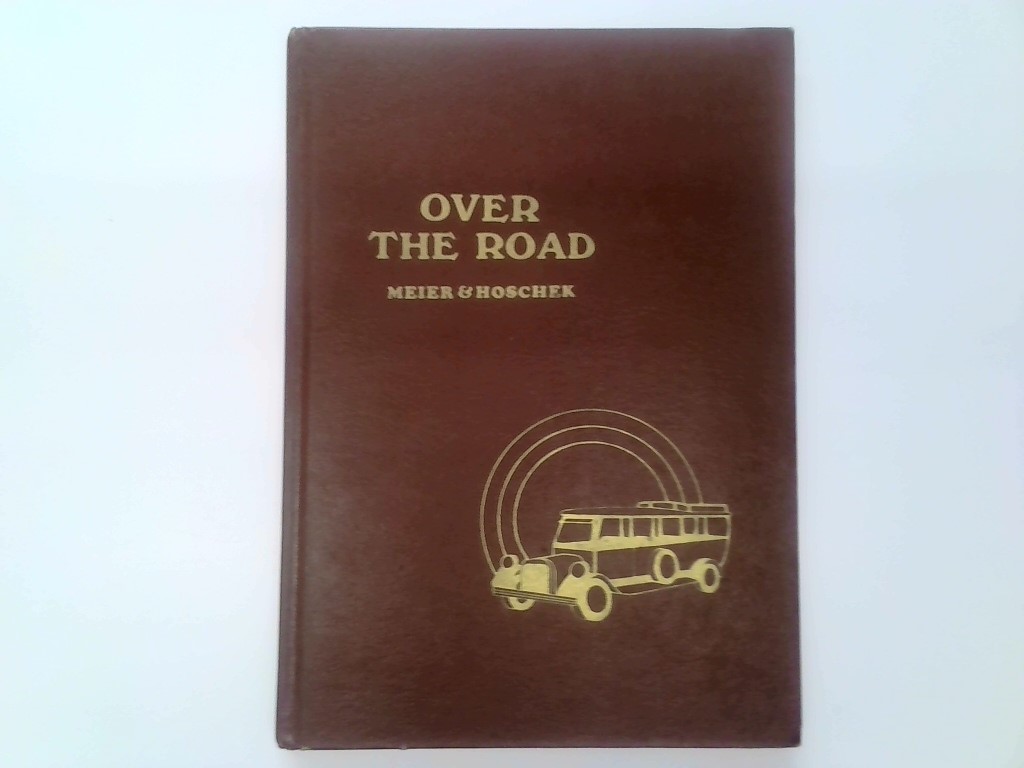 OVER
THE ROAD
MEIER & HOSCHEK